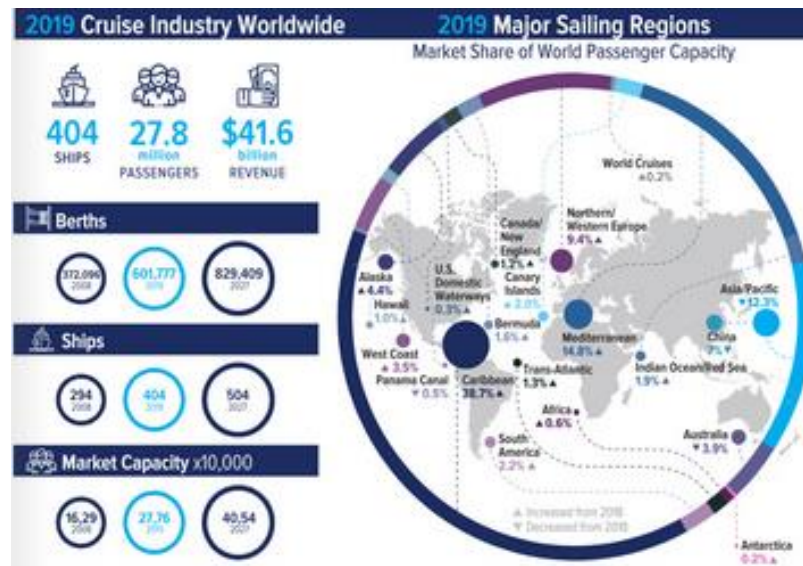 2019 Cruise Industry Worldwide
404
SHIPS
27.8
million
PASSENGERS
$41.6
billion
REVENUE
Berths
372,096
2008
601,777
2019
829,409
2027
Ships
294
2008
404
2019
504
2027
Market Capacity x10,000
16,29
2008
27,76
2019
40,54
2027
2019 Major Sailing Regions
Market Share of World Passenger Capacity
World Cruises
▲0.2%
Northern/
Western Europe
9.4% ▲
Canada/
New
England
1.2% ▲
Canary
Islands
▲ 2.0%
U.S.
Domestic
Waterways
0.3% ▲
Alaska
▲ 4.4%
Hawaii
1.0% ▲
West Coast
▲ 3.5%
Panama Canal
▼ 0.5%
Caribbean
38.7% ▲
Bermuda
1.6% ▲
Mediterranean
14.8% ▲
Trans-Atlantic
1.3% ▲
Africa
▲ 0.6%
South
America
2.2% ▲
Indian Ocean/Red Sea
1.9% ▲
Asia/Pacific
▼12.3%
China
7% ▼
Australia
▼ 3.9%
▲ Increased from 2018
▼ Decreased from 2018
Antarctica
0.2% ▲